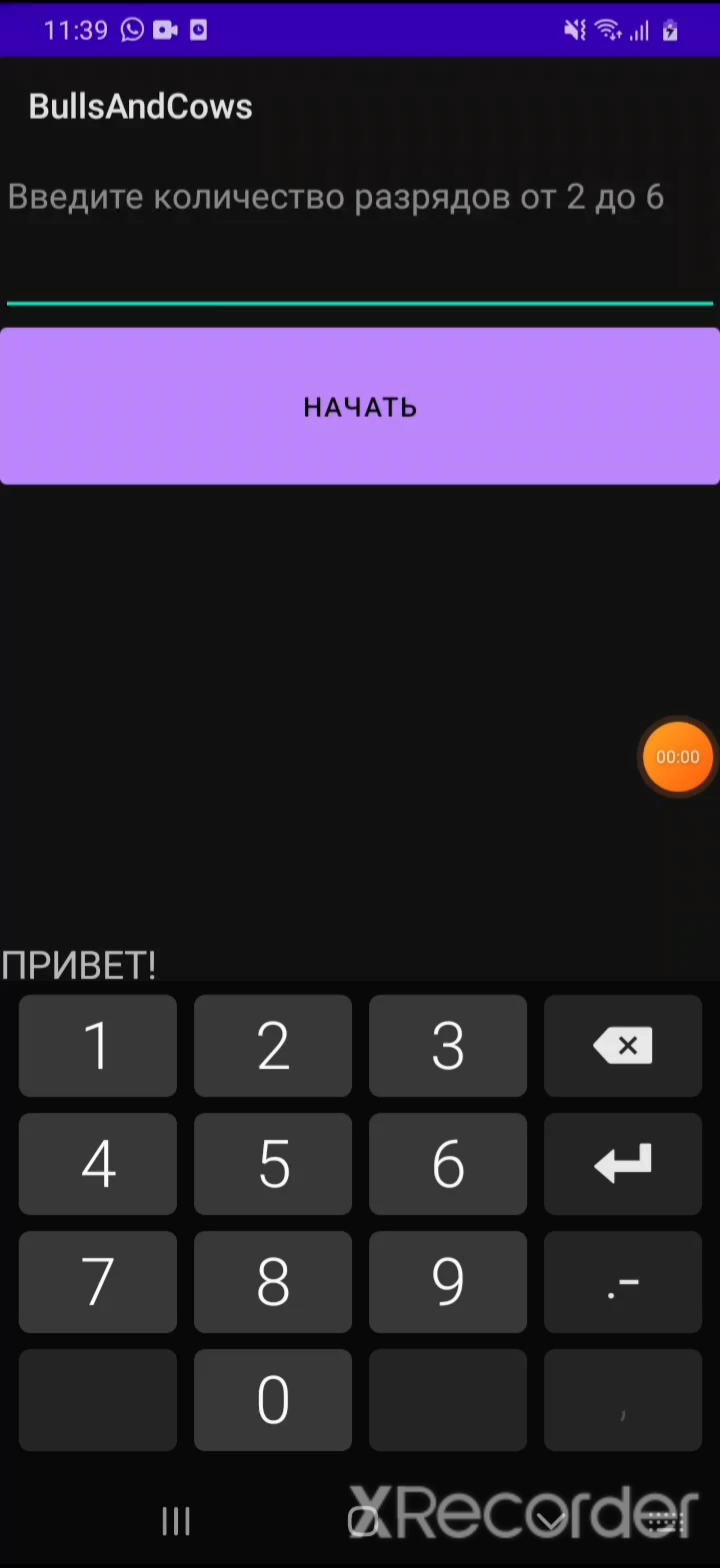 11:39
BullsAndCows
Введите количество разрядов от 2 до 6
НАЧАТЬ
00:00
ПРИВЕТ!
1 2 3
4 5 6
7 8 9 .-
0 ,
XRecorder